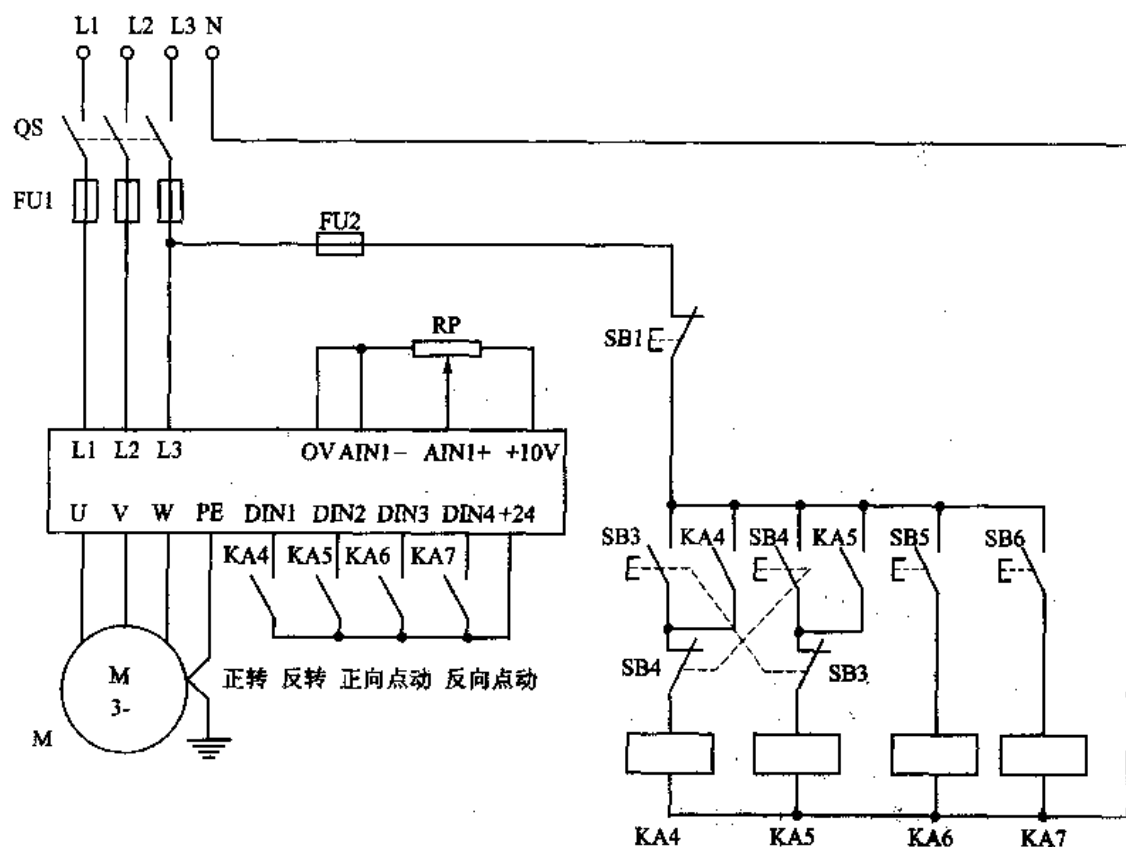 L1 L2 L3 N
QS
FU1
FU2
RP
SB1
L1 L2 L3 OV AIN1- AIN1+ +10V
U V W PE DIN1 DIN2 DIN3 DIN4 +24
KA4 KA5 KA6 KA7
SB3 KA4 SB4 KA5 SB5 SB6
SB4 SB3
正转 反转 正向点动 反向点动
M
3-
M
KA4 KA5 KA6 KA7